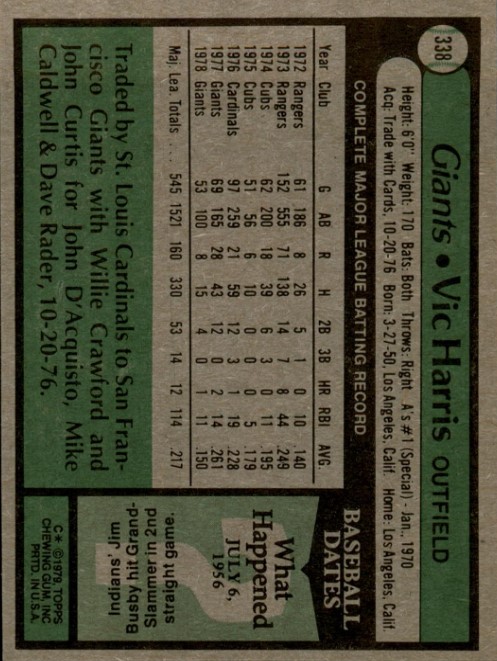 338
Giants • Vic Harris OUTFIELD
Height: 6'0" Weight: 170 Bats: Both Throws: Right A's #1 (Special) - Jan., 1970
Acq: Trade with Cards, 10-20-76 Born: 3-27-50, Los Angeles, Calif. Home: Los Angeles, Calif.
COMPLETE MAJOR LEAGUE BATTING RECORD
Year Club G AB R H 2B 3B HR RBI AVG.
1972 Rangers 61 186 8 26 5 1 0 10 .140
1973 Rangers 152 555 71 138 14 7 8 44 .249
1974 Cubs 62 200 18 39 6 3 0 11 .195
1975 Cubs 51 56 6 10 0 0 0 5 .179
1976 Cardinals 97 259 21 59 12 3 1 19 .228
1977 Giants 69 165 28 43 12 0 2 14 .261
1978 Giants 53 100 8 15 4 0 1 11 .150
Maj. Lea. Totals . . . 545 1521 160 330 53 14 12 114 .217
Traded by St. Louis Cardinals to San Fran-
cisco Giants with Willie Crawford and
John Curtis for John D'Acquisto, Mike
Caldwell & Dave Rader, 10-20-76.
BASEBALL
DATES
What
Happened
JULY 6,
1956
?
Indians' Jim
Busby hit Grand-
Slammer in 2nd
straight game.
C * © 1979, TOPPS
CHEWING GUM, INC
PRTD. IN U.S.A.